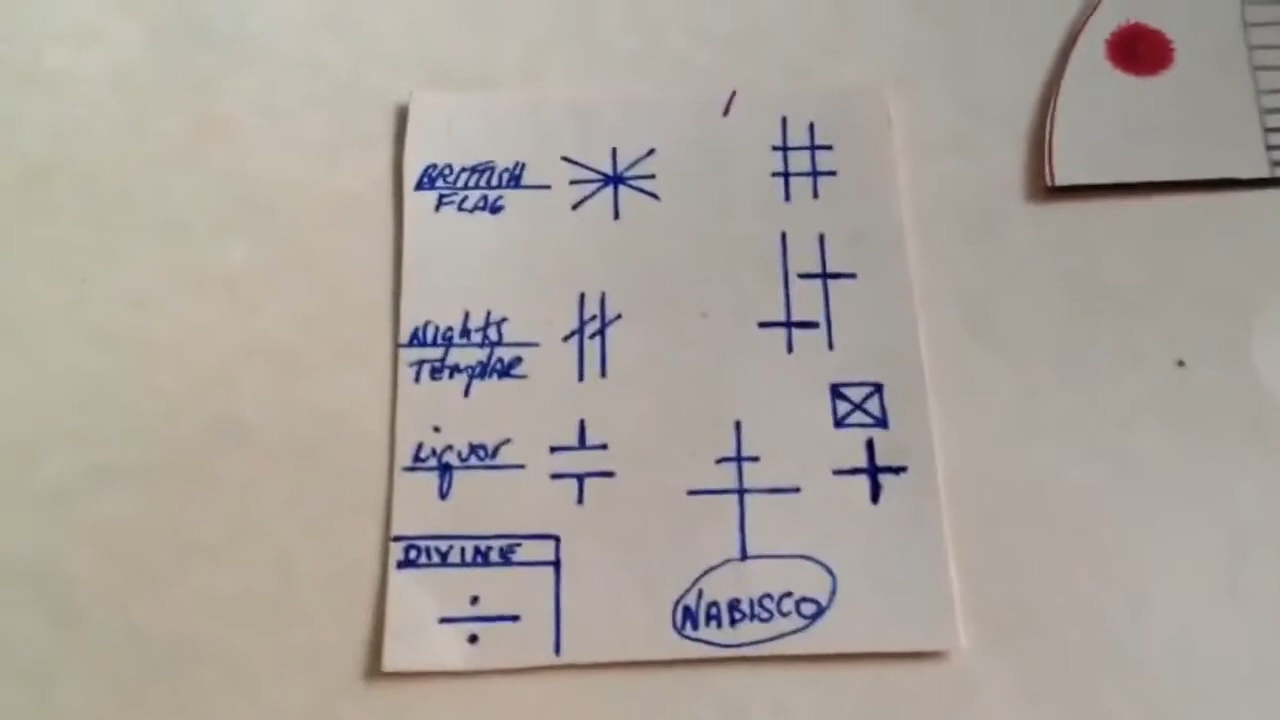 BRITISH
FLAG
#
Nights
TEMPLAR
Liquor
DIVINE
÷
NABISCO